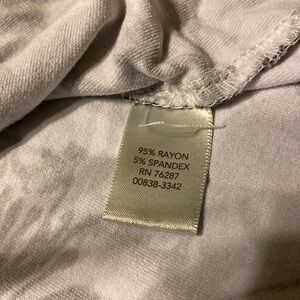 95% RAYON
5% SPANDEX
RN 76287
00838-3342